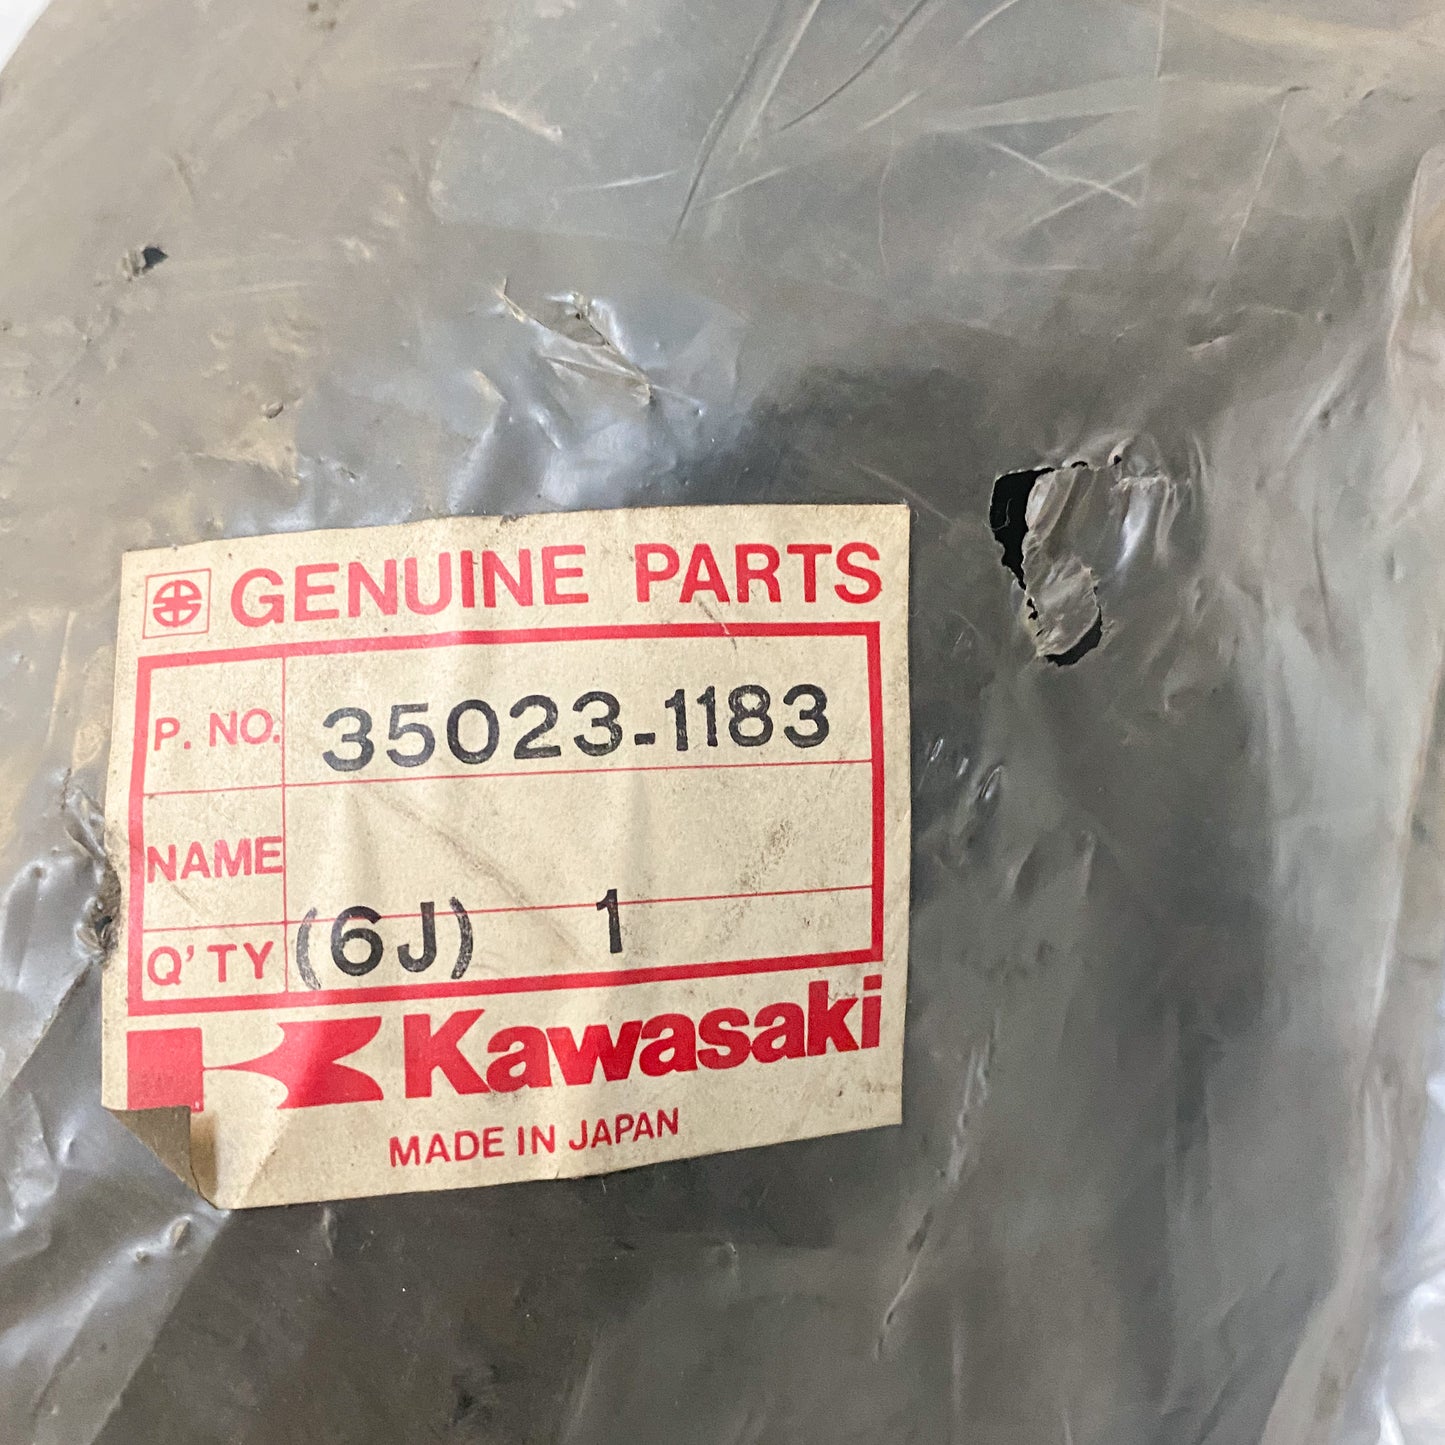 GENUINE PARTS
P. NO. 35023-1183
NAME
Q'TY (6J) 1
Kawasaki
MADE IN JAPAN